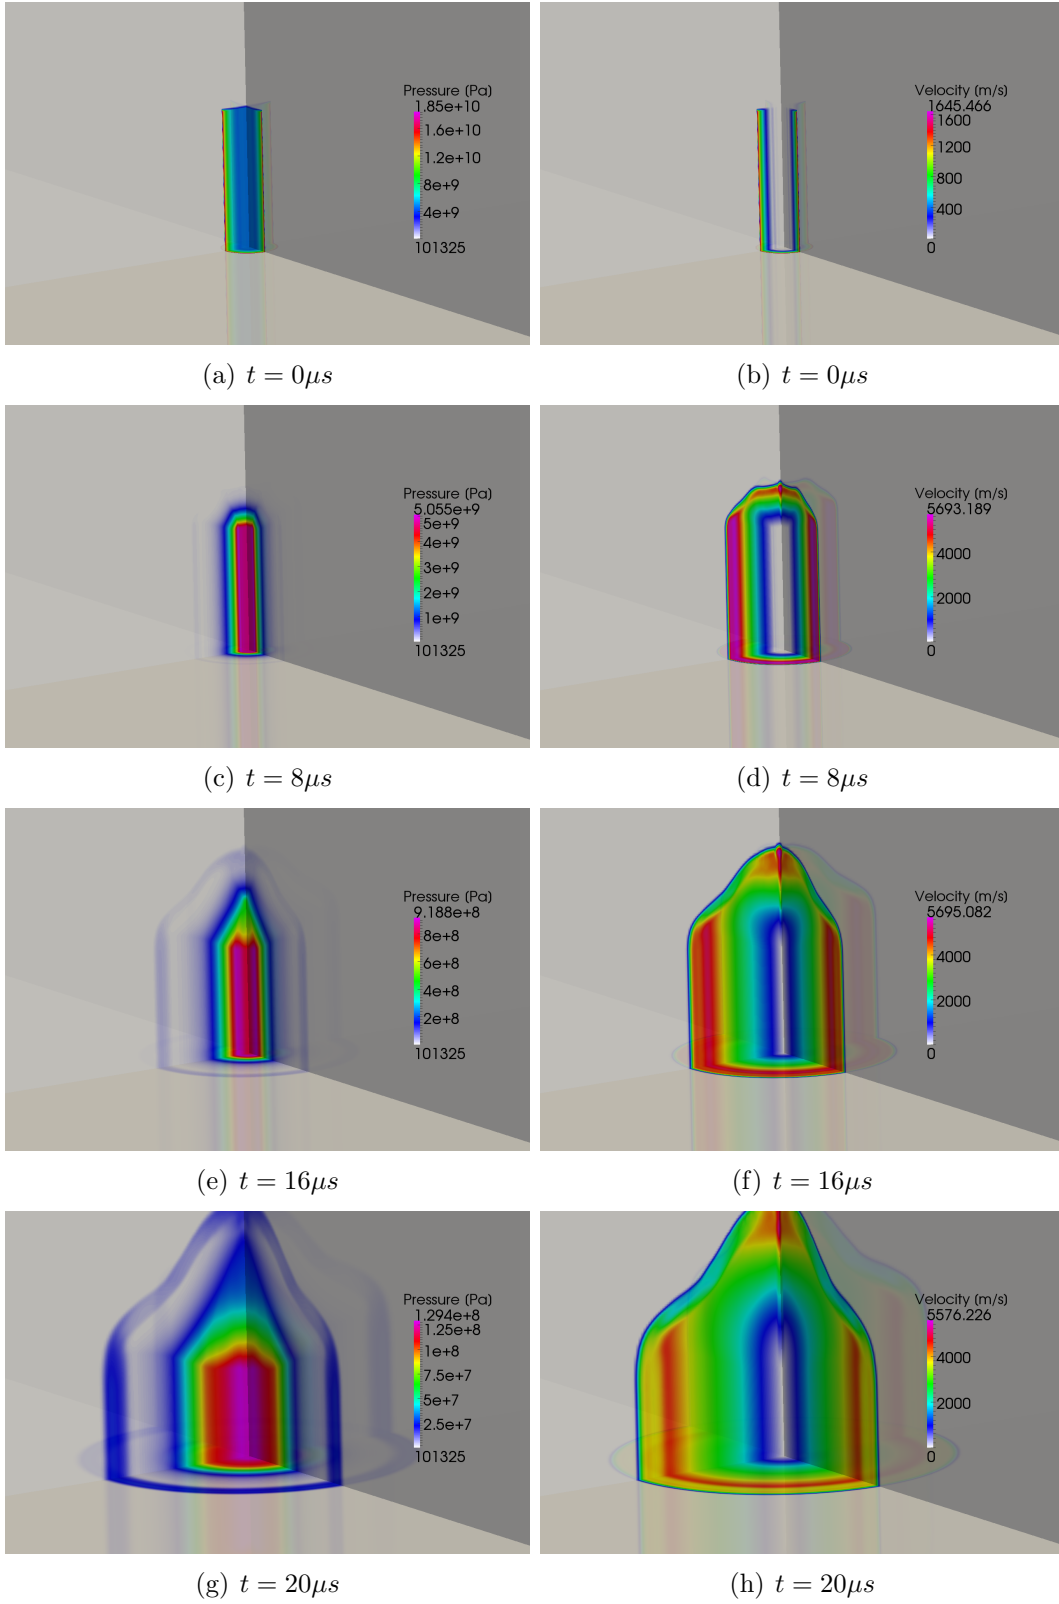 Pressure (Pa)
1.85e+10
1.6e+10
1.2e+10
8e+9
4e+9
101325
Velocity (m/s)
1645.466
1600
1200
800
400
0
(a) t = 0μs
(b) t = 0μs
Pressure (Pa)
5.055e+9
5e+9
4e+9
3e+9
2e+9
1e+9
101325
Velocity (m/s)
5693.189
4000
2000
0
(c) t = 8μs
(d) t = 8μs
Pressure (Pa)
9.188e+8
8e+8
6e+8
4e+8
2e+8
101325
Velocity (m/s)
5695.082
4000
2000
0
(e) t = 16μs
(f) t = 16μs
Pressure (Pa)
1.294e+8
1.25e+8
1e+8
7.5e+7
5e+7
2.5e+7
101325
Velocity (m/s)
5576.226
4000
2000
0
(g) t = 20μs
(h) t = 20μs